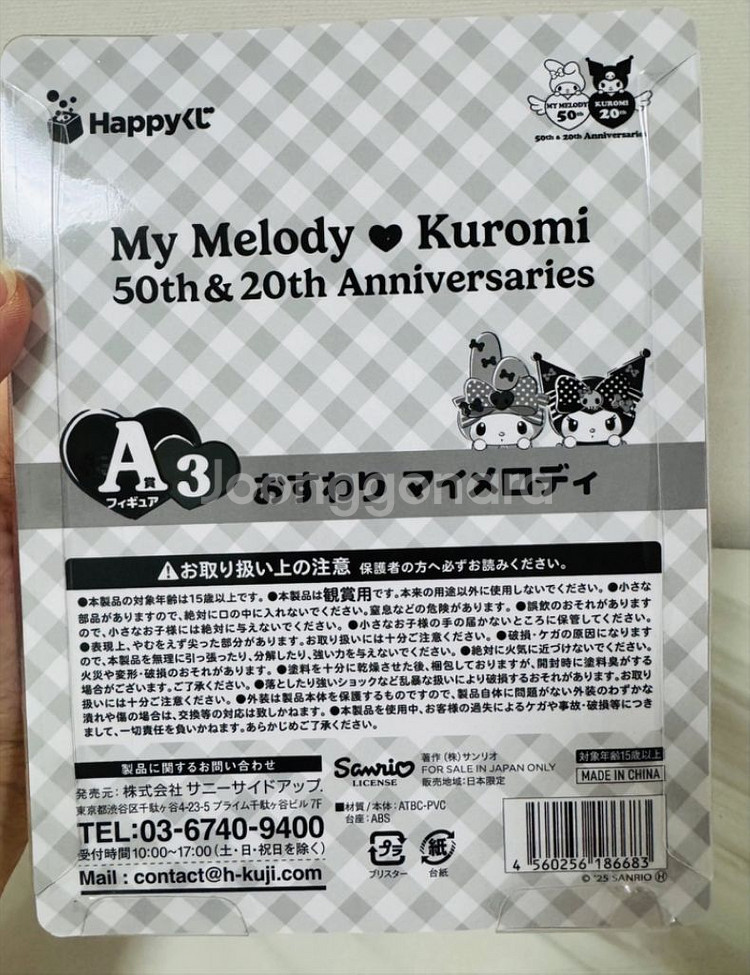 Happyくじ
MY MELODY 50th KUROMI 20th
50th & 20th Anniversaries
My Melody ♥ Kuromi
50th & 20th Anniversaries
A賞 フィギュア 3 おすわり マイメロディ
Joonggonara
⚠お取り扱い上の注意 保護者の方へ必ずお読みください。
●本製品の対象年齢は15歳以上です。●本製品は観賞用です。本来の用途以外に使用しないでください。●小さな
部品がありますので、絶対に口の中に入れないでください。窒息などの危険があります。●誤飲のおそれがあります
ので、小さなお子様には絶対に与えないでください。●小さなお子様の手の届かないところに保管してください。
●表現上、やむをえず尖った部分があります。お取り扱いには十分ご注意ください。●破損・ケガの原因になります
ので、本製品を無理に引っ張ったり、分解したり、強い力を与えないでください。●絶対に火気に近づけないでください。
火災や変形・破損のおそれがあります。●塗料を十分に乾燥させた後、梱包しておりますが、開封時に塗料臭がする
場合がございます。ご了承ください。●落としたり強いショックなど乱暴な扱いにより破損するおそれがあります。お取り
扱いには十分ご注意ください。●外装は製品本体を保護するものですので、製品自体に問題がない外装のわずかな
潰れや傷の場合は、交換等の対応は致しかねます。●本製品を使用中、お客様の過失によるケガや事故・破損等につき
まして、一切責任を負いかねます。あらかじめご了承ください。
製品に関するお問い合わせ
発売元：株式会社 サニーサイドアップ.
東京都渋谷区千駄ヶ谷4-23-5 プライム千駄ヶ谷ビル 7F
TEL:03-6740-9400
受付時間10:00~17:00（土・日・祝日を除く）
Mail : contact@h-kuji.com
Sanrio
LICENSE
著作（株）サンリオ
FOR SALE IN JAPAN ONLY
販売地域：日本限定
■材質/本体：ATBC-PVC
台座：ABS
プラ
ブリスター
紙
台紙
対象年齢15歳以上
MADE IN CHINA
4 560256 186683
© '25 SANRIO Ⓗ